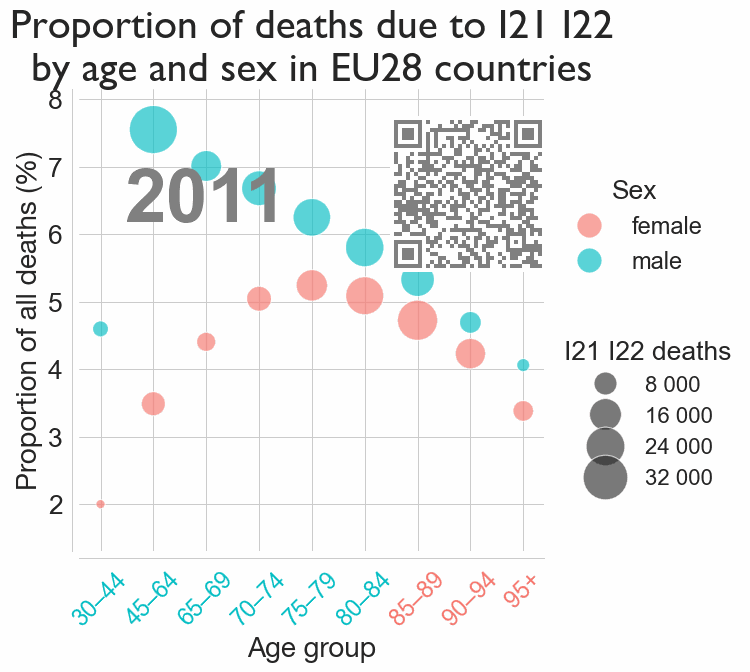 Proportion of deaths due to I21 I22
by age and sex in EU28 countries
Proportion of all deaths (%)
8
7
6
5
4
3
2
2011
30–44
45–64
65–69
70–74
75–79
80–84
85–89
90–94
95+
Age group
Sex
female
male
I21 I22 deaths
8 000
16 000
24 000
32 000